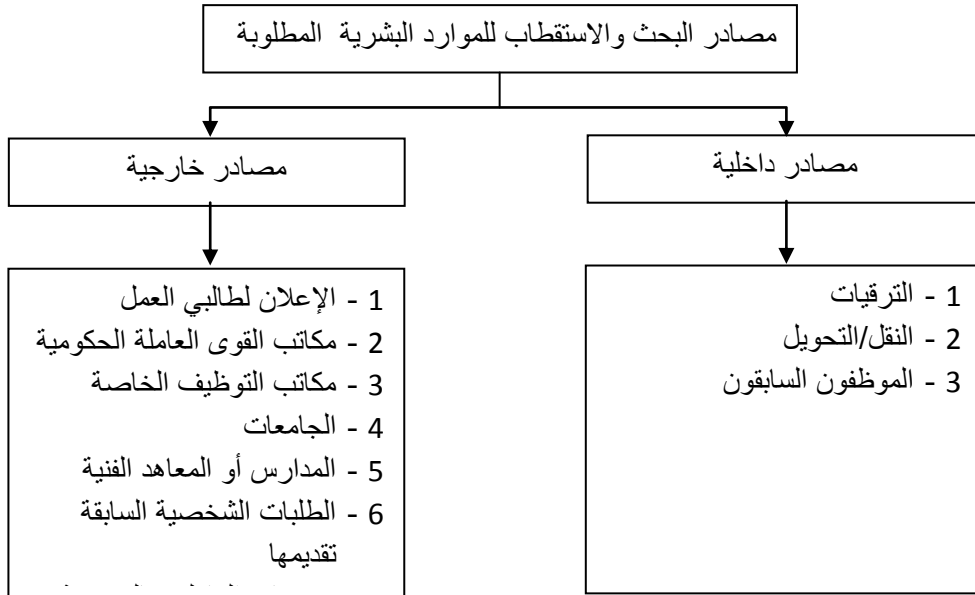 مصادر البحث والاستقطاب للموارد البشرية المطلوبة
مصادر داخلية
مصادر خارجية
1 - الترقيات
2 - النقل/التحويل
3 - الموظفون السابقون
1 - الإعلان لطالبي العمل
2 - مكاتب القوى العاملة الحكومية
3 - مكاتب التوظيف الخاصة
4 - الجامعات
5 - المدارس أو المعاهد الفنية
6 - الطلبات الشخصية السابقة
تقديمها